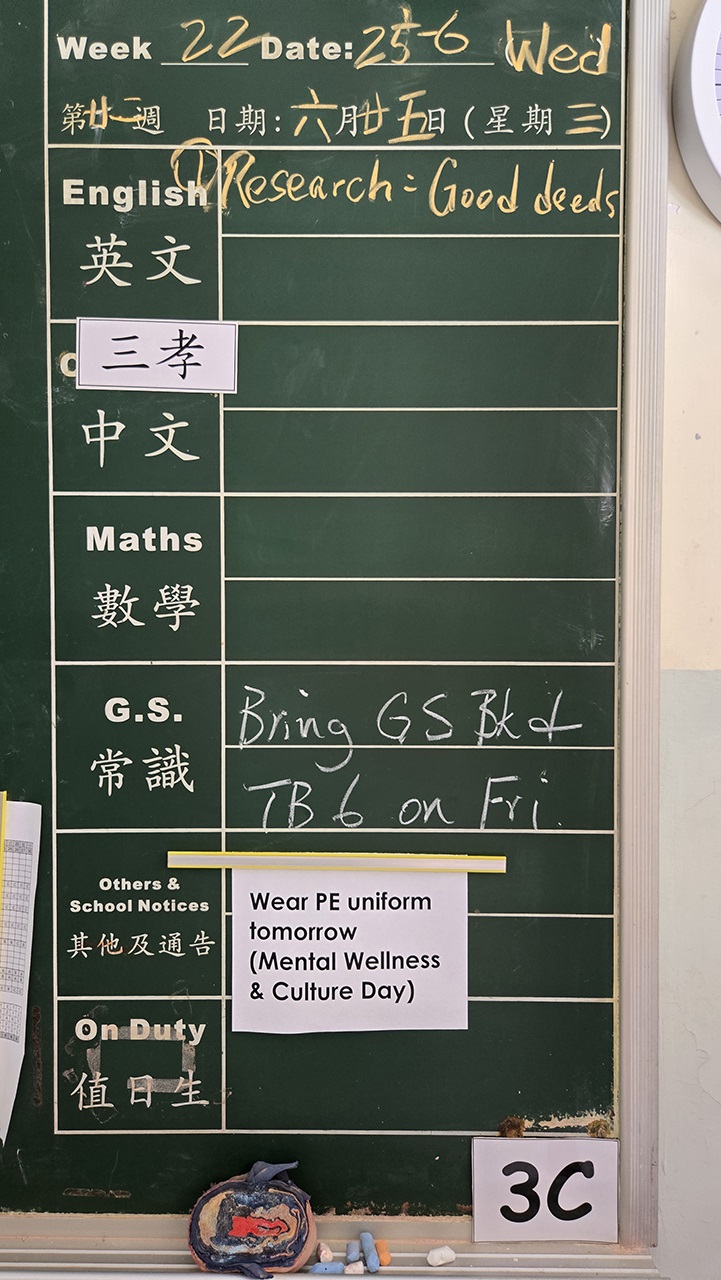 Week 22 Date: 25-6 Wed
第廿二週 日期: 六月廿五日 (星期三)
English ① Research: Good deeds
英文
三孝
中文
Maths
數學
G.S. Bring GS Bk &
常識 TB 6 on Fri.
Others &
School Notices
其他及通告
Wear PE uniform
tomorrow
(Mental Wellness
& Culture Day)
On Duty
值日生
3C